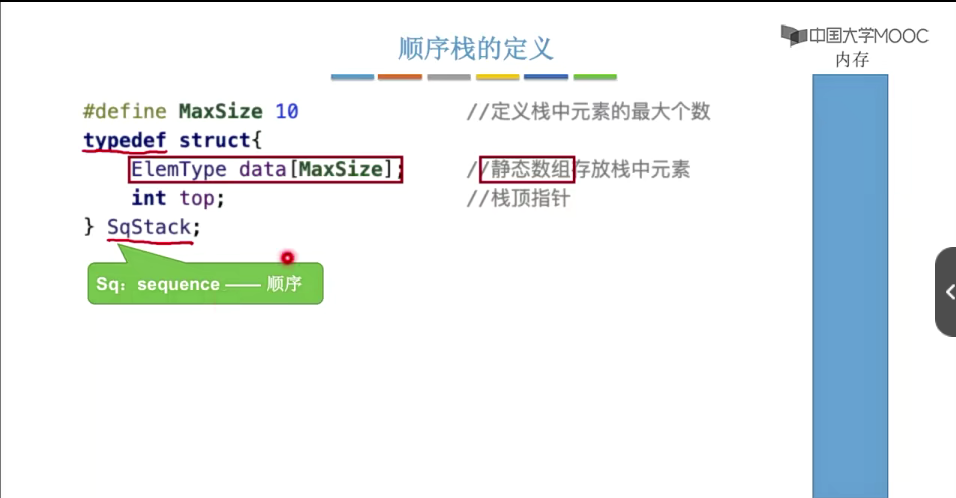 顺序栈的定义
中国大学MOOC
内存
#define MaxSize 10 //定义栈中元素的最大个数
typedef struct{
ElemType data[MaxSize]; //静态数组存放栈中元素
int top; //栈顶指针
} SqStack;
Sq：sequence —— 顺序